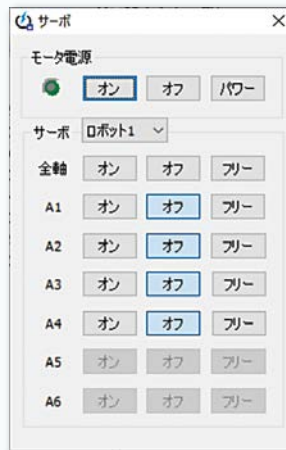 サーボ
モータ電源
オン オフ パワー
サーボ ロボット1
全軸 オン オフ フリー
A1 オン オフ フリー
A2 オン オフ フリー
A3 オン オフ フリー
A4 オン オフ フリー
A5 オン オフ フリー
A6 オン オフ フリー